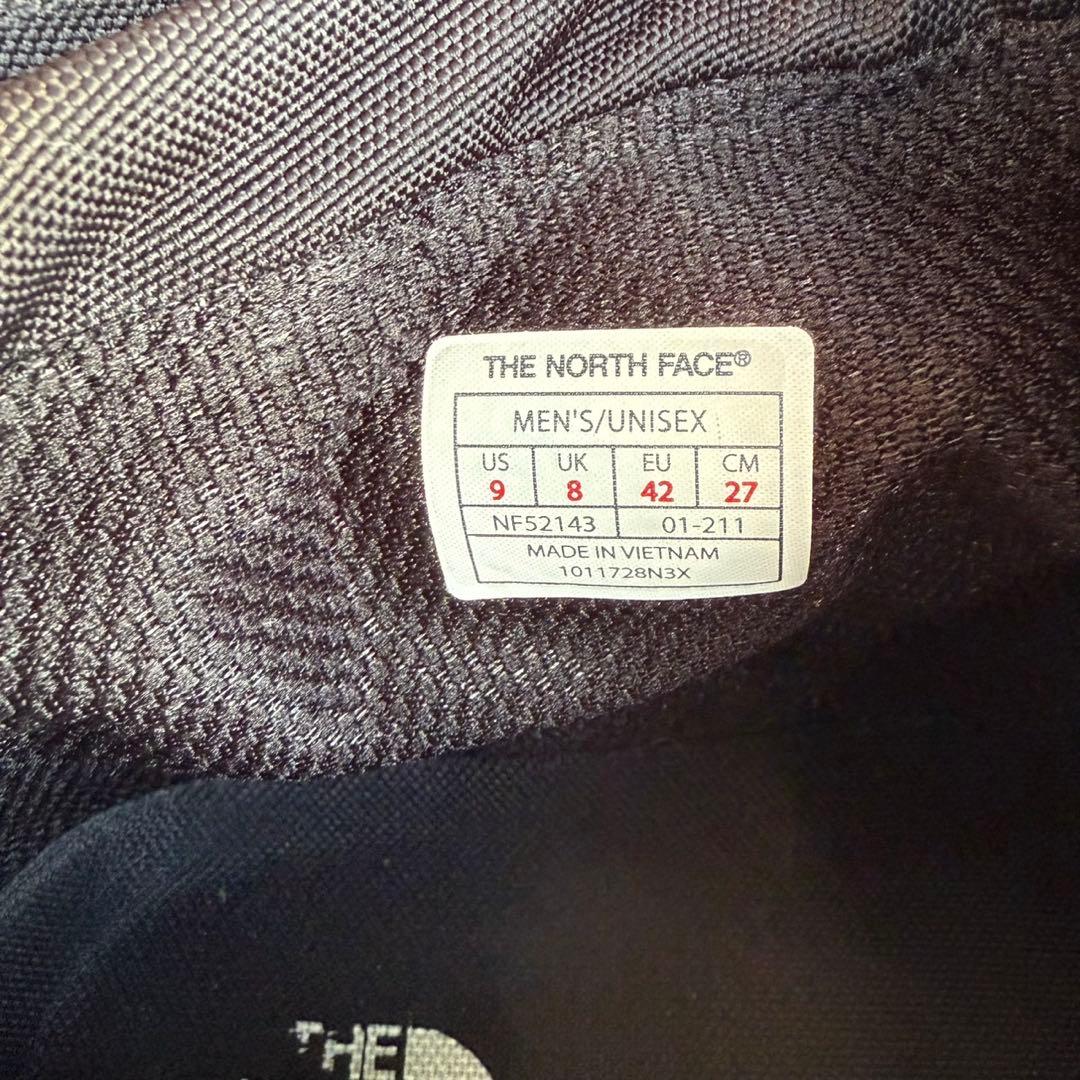 THE NORTH FACE®
MEN'S/UNISEX
US UK EU CM
9 8 42 27
NF52143 01-211
MADE IN VIETNAM
1011728N3X
THE